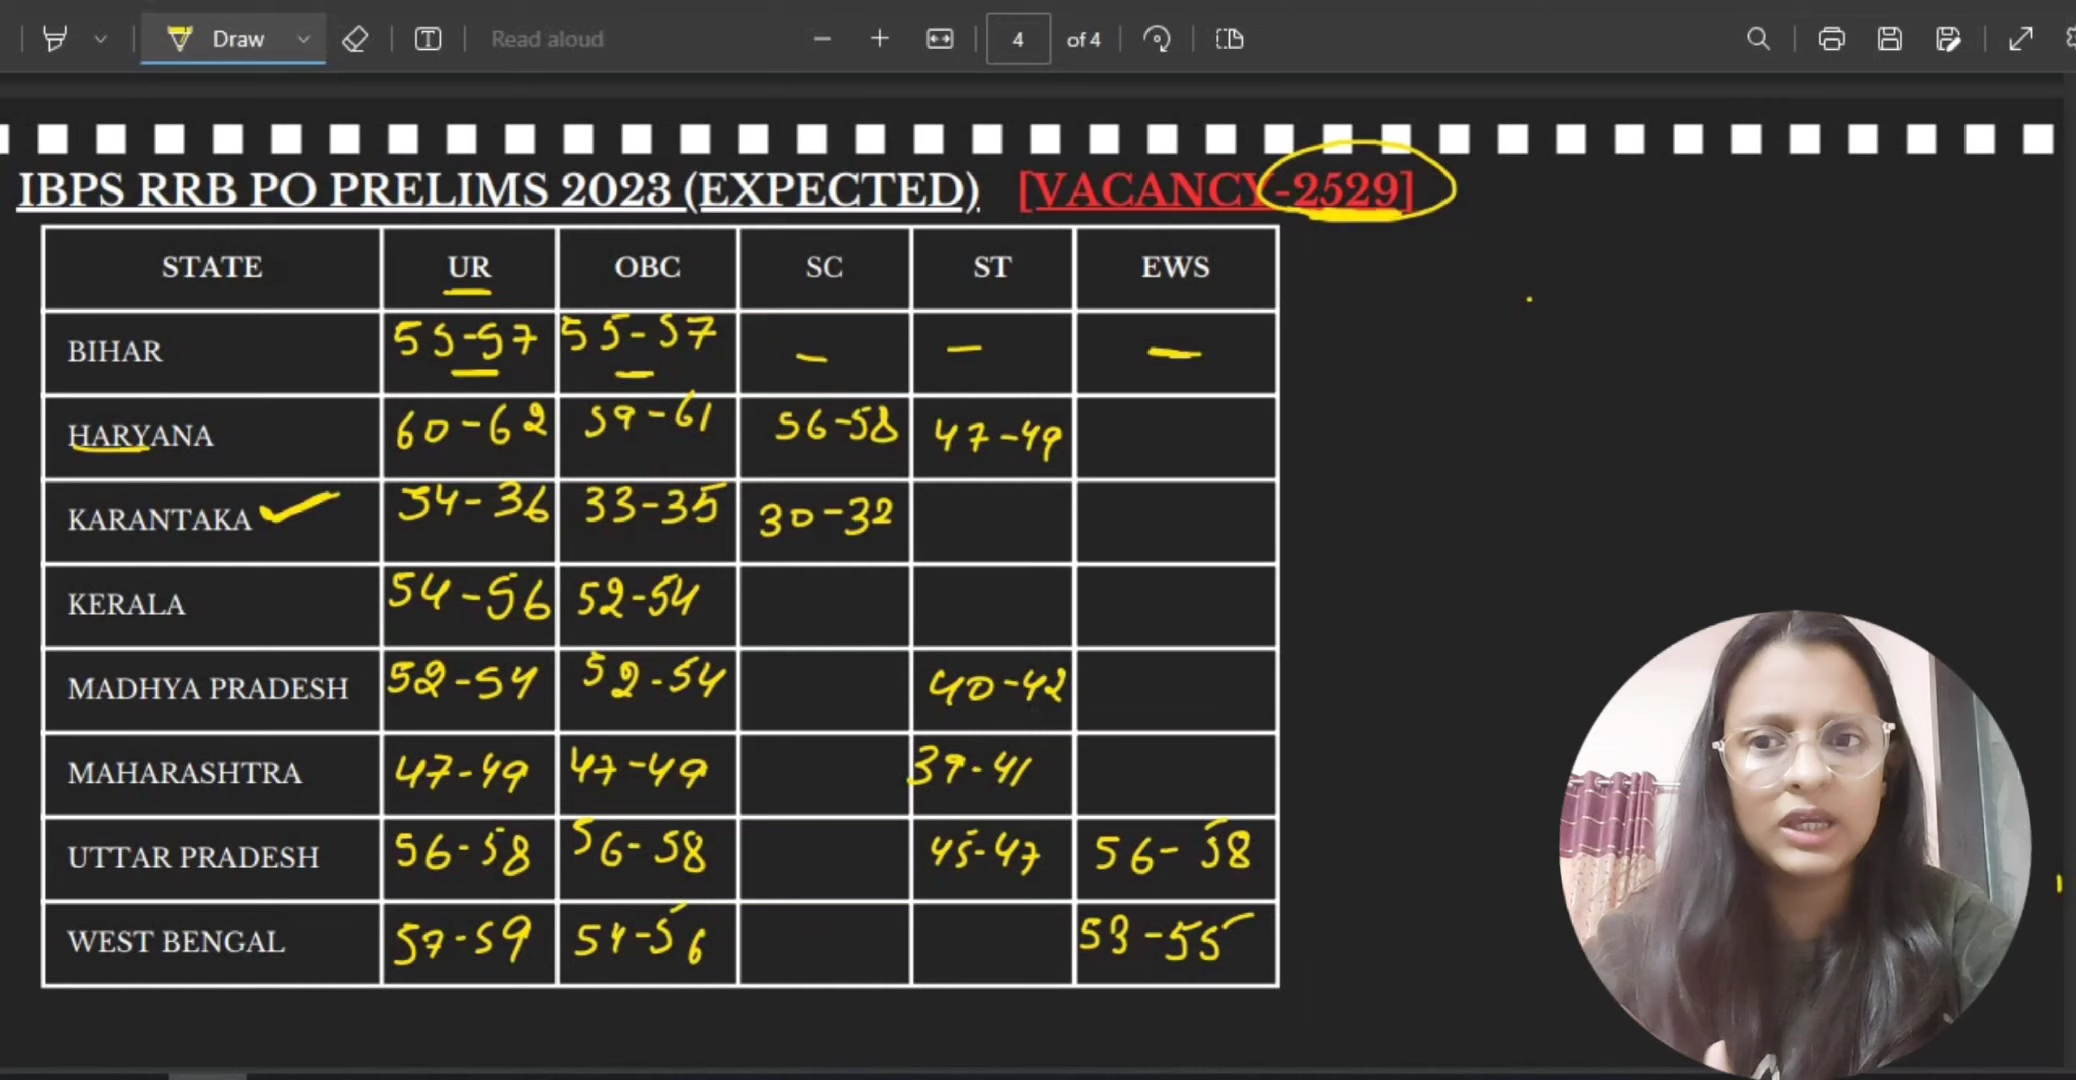 Draw Read aloud 4 of 4
IBPS RRB PO PRELIMS 2023 (EXPECTED) [VACANCY-2529]
STATE UR OBC SC ST EWS
BIHAR 55-57 55-57 — — —
HARYANA 60-62 59-61 56-58 47-49
KARANTAKA 34-36 33-35 30-32
KERALA 54-56 52-54
MADHYA PRADESH 52-54 52-54 40-42
MAHARASHTRA 47-49 47-49 39-41
UTTAR PRADESH 56-58 56-58 45-47 56-58
WEST BENGAL 57-59 54-56 53-55